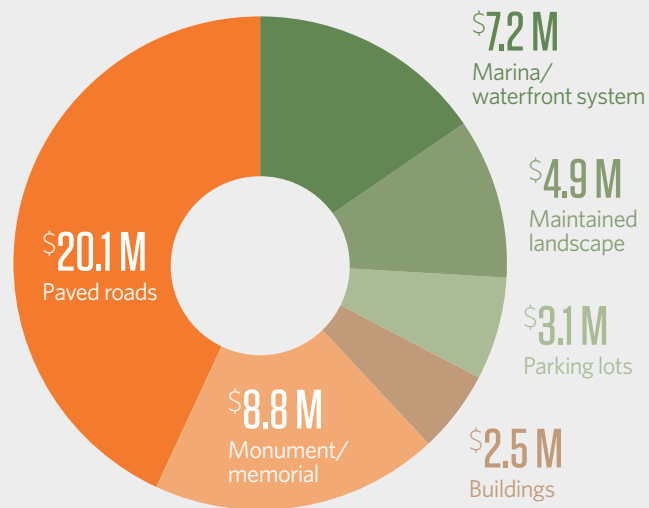 $7.2 M
Marina/
waterfront system
$4.9 M
Maintained
landscape
$20.1 M
Paved roads
$3.1 M
Parking lots
$8.8 M
Monument/
memorial
$2.5 M
Buildings